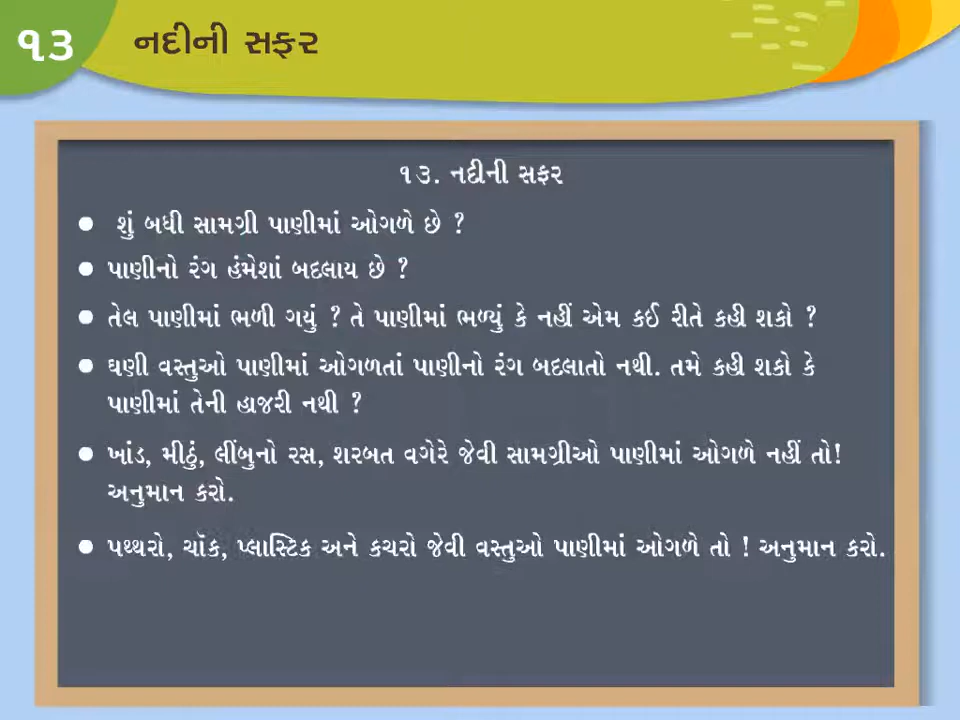 ૧૩ નદીની સફર
૧૩. નદીની સફર
● શું બધી સામગ્રી પાણીમાં ઓગળે છે ?
● પાણીનો રંગ હંમેશાં બદલાય છે ?
● તેલ પાણીમાં ભળી ગયું ? તે પાણીમાં ભળ્યું કે નહીં એમ કઈ રીતે કહી શકો ?
● ઘણી વસ્તુઓ પાણીમાં ઓગળતાં પાણીનો રંગ બદલાતો નથી. તમે કહી શકો કે
પાણીમાં તેની હાજરી નથી ?
● ખાંડ, મીઠું, લીંબુનો રસ, શરબત વગેરે જેવી સામગ્રીઓ પાણીમાં ઓગળે નહીં તો!
અનુમાન કરો.
● પથ્થરો, ચૉક, પ્લાસ્ટિક અને કચરો જેવી વસ્તુઓ પાણીમાં ઓગળે તો ! અનુમાન કરો.